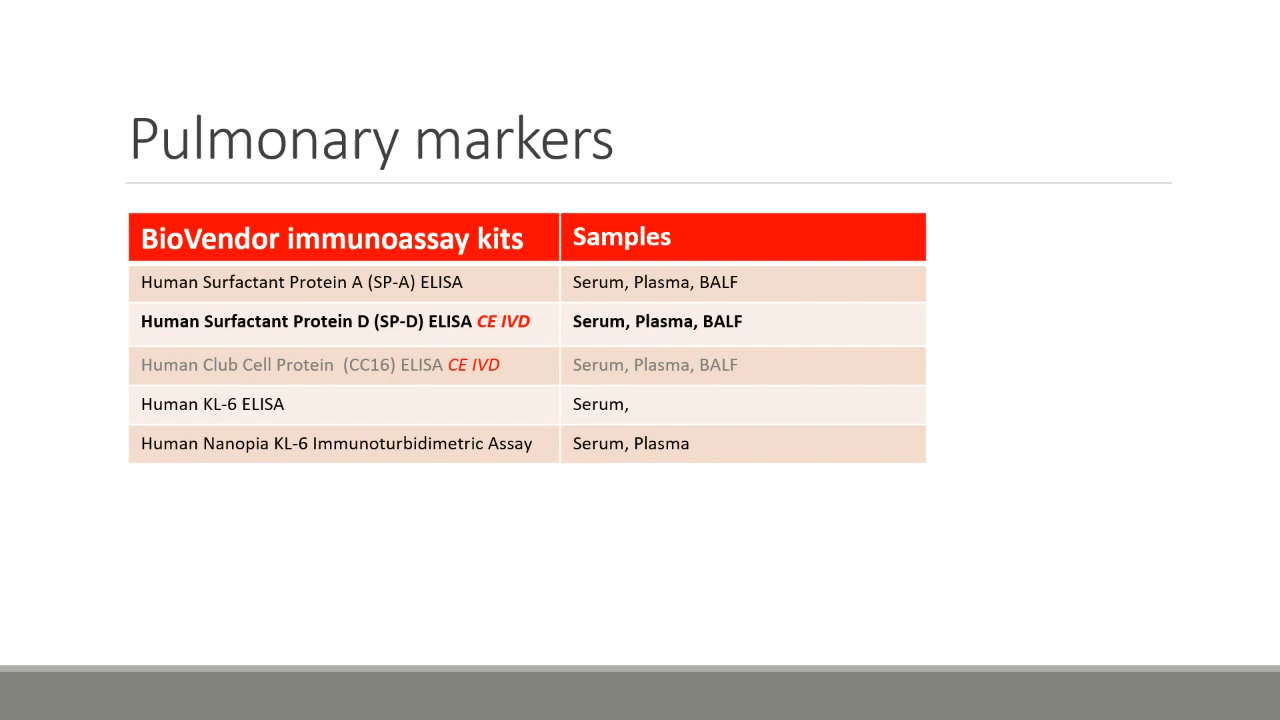 Pulmonary markers
BioVendor immunoassay kits Samples
Human Surfactant Protein A (SP-A) ELISA Serum, Plasma, BALF
Human Surfactant Protein D (SP-D) ELISA CE IVD Serum, Plasma, BALF
Human Club Cell Protein (CC16) ELISA CE IVD Serum, Plasma, BALF
Human KL-6 ELISA Serum,
Human Nanopia KL-6 Immunoturbidimetric Assay Serum, Plasma